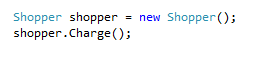 Shopper shopper = new Shopper();
shopper.Charge();